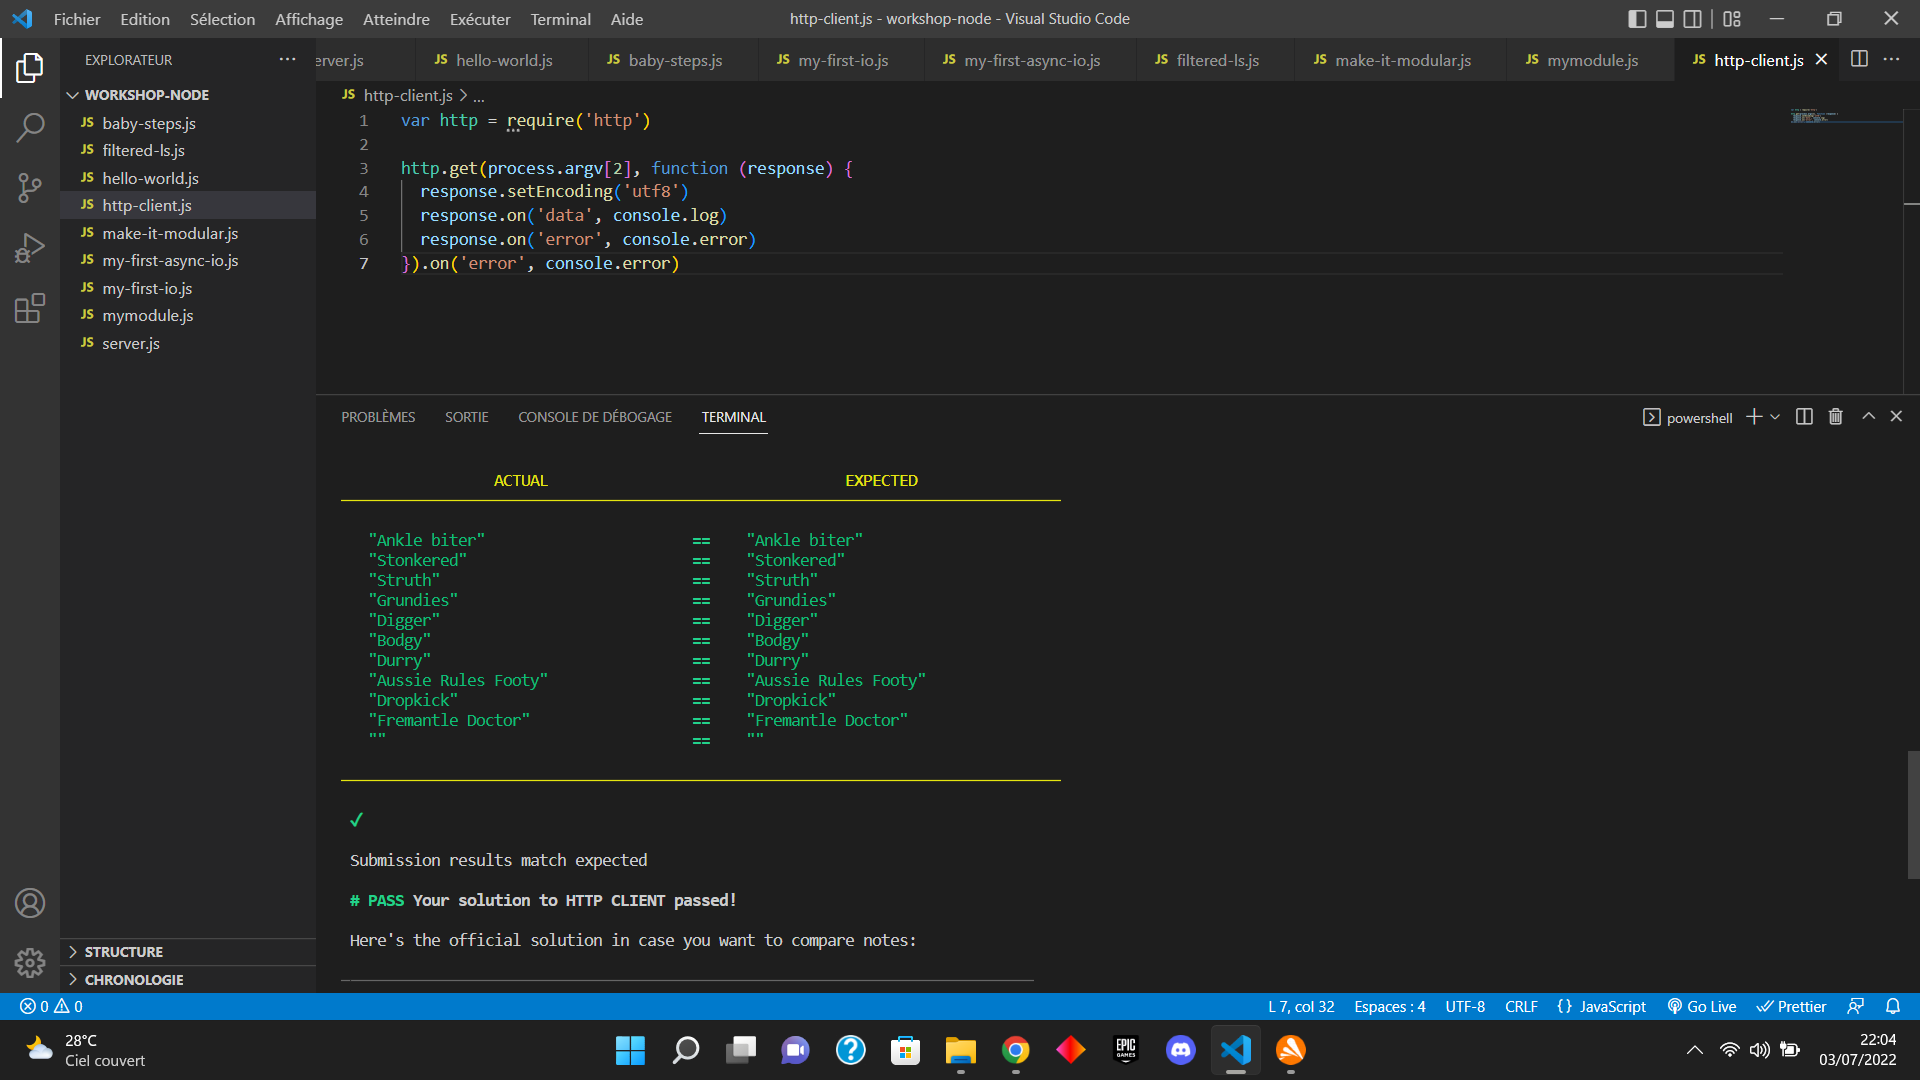 Fichier Edition Sélection Affichage Atteindre Exécuter Terminal Aide
http-client.js - workshop-node - Visual Studio Code
EXPLORATEUR
erver.js
JS hello-world.js
JS baby-steps.js
JS my-first-io.js
JS my-first-async-io.js
JS filtered-ls.js
JS make-it-modular.js
JS mymodule.js
JS http-client.js
WORKSHOP-NODE
JS baby-steps.js
JS filtered-ls.js
JS hello-world.js
JS http-client.js
JS make-it-modular.js
JS my-first-async-io.js
JS my-first-io.js
JS mymodule.js
JS server.js
STRUCTURE
CHRONOLOGIE
JS http-client.js > ...
1 var http = require('http')
2
3 http.get(process.argv[2], function (response) {
4 response.setEncoding('utf8')
5 response.on('data', console.log)
6 response.on('error', console.error)
7 }).on('error', console.error)
PROBLÈMES SORTIE CONSOLE DE DÉBOGAGE TERMINAL
powershell
ACTUAL EXPECTED
"Ankle biter" == "Ankle biter"
"Stonkered" == "Stonkered"
"Struth" == "Struth"
"Grundies" == "Grundies"
"Digger" == "Digger"
"Bodgy" == "Bodgy"
"Durry" == "Durry"
"Aussie Rules Footy" == "Aussie Rules Footy"
"Dropkick" == "Dropkick"
"Fremantle Doctor" == "Fremantle Doctor"
"" == ""
✓
Submission results match expected
# PASS Your solution to HTTP CLIENT passed!
Here's the official solution in case you want to compare notes:
0 0
L 7, col 32 Espaces : 4 UTF-8 CRLF {} JavaScript Go Live Prettier
28°C
Ciel couvert
EPIC
GAMES
22:04
03/07/2022